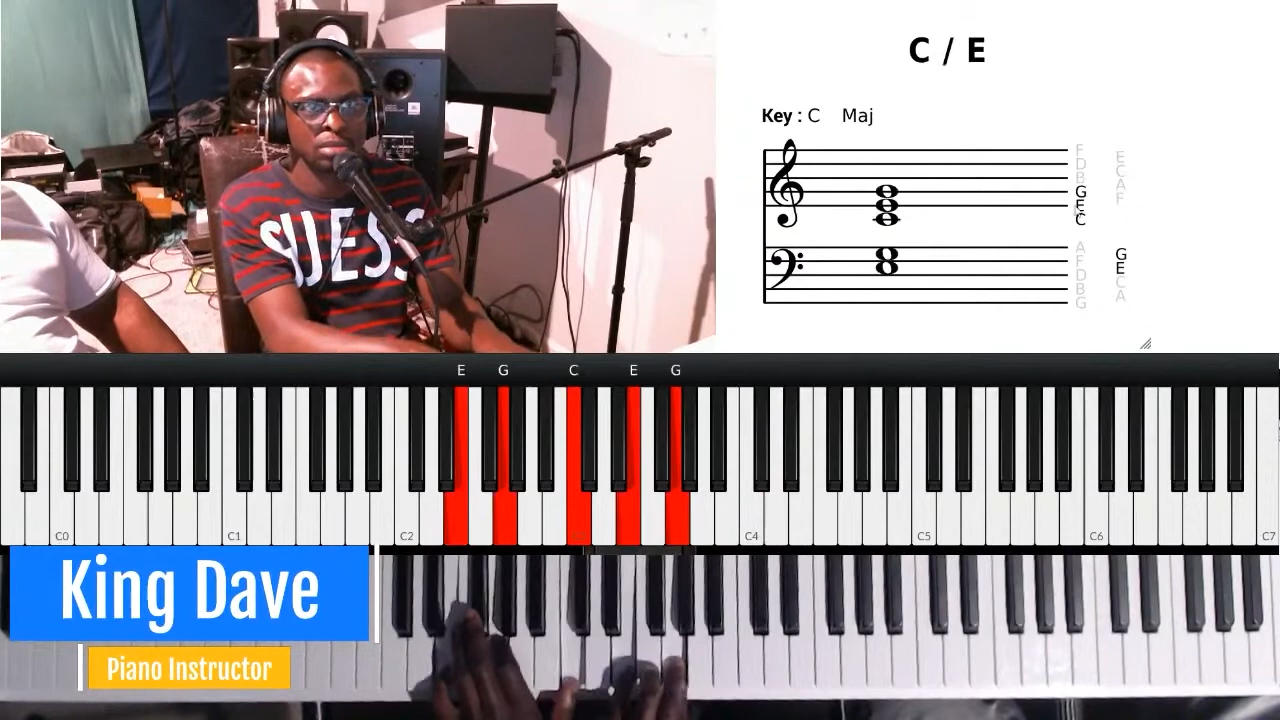 C / E
Key : C Maj
F
D
B
G
E
C
E
C
A
F
A
F
D
B
G
G
E
C
A
GUESS
E G C E G
C0 C1 C2 C4 C5 C6 C7
King Dave
Piano Instructor